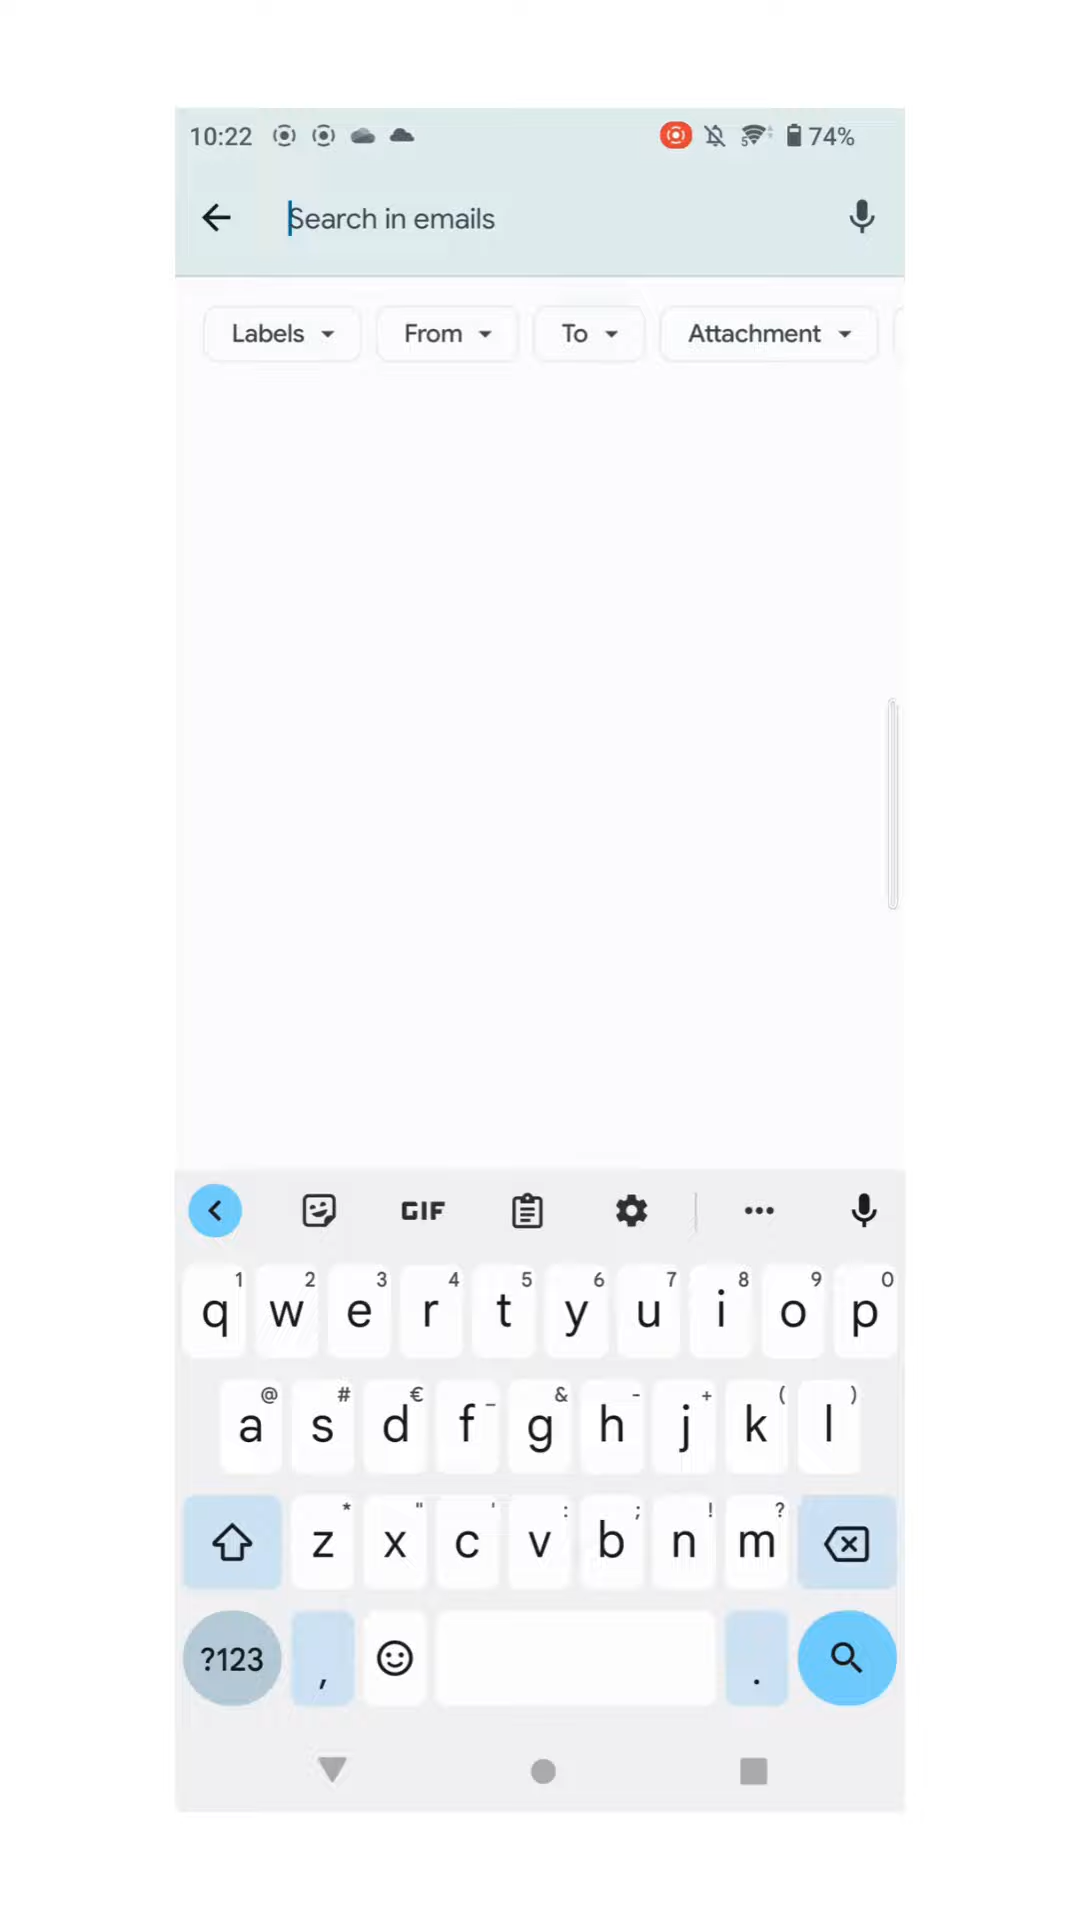 10:22 74%
Search in emails
Labels From To Attachment
GIF
1 2 3 4 5 6 7 8 9 0
q w e r t y u i o p
@ # € _ & - + ( )
a s d f g h j k l
* " ' : ; ! ?
z x c v b n m
?123 , .